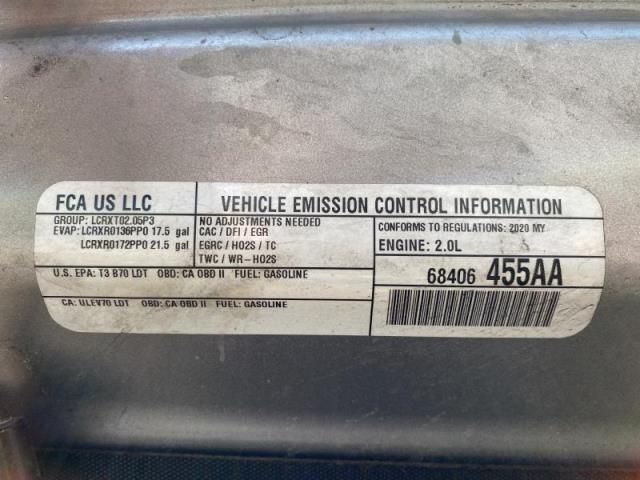 FCA US LLC
VEHICLE EMISSION CONTROL INFORMATION
GROUP: LCRXT02.05P3
EVAP: LCRXR0136PP0 17.5 gal
LCRXR0172PP0 21.5 gal
NO ADJUSTMENTS NEEDED
CAC / DFI / EGR
EGRC / HO2S / TC
TWC / WR-HO2S
CONFORMS TO REGULATIONS: 2020 MY
ENGINE: 2.0L
U.S. EPA: T3 B70 LDT OBD: CA OBD II FUEL: GASOLINE
CA: ULEV70 LDT OBD: CA OBD II FUEL: GASOLINE
68406 455AA